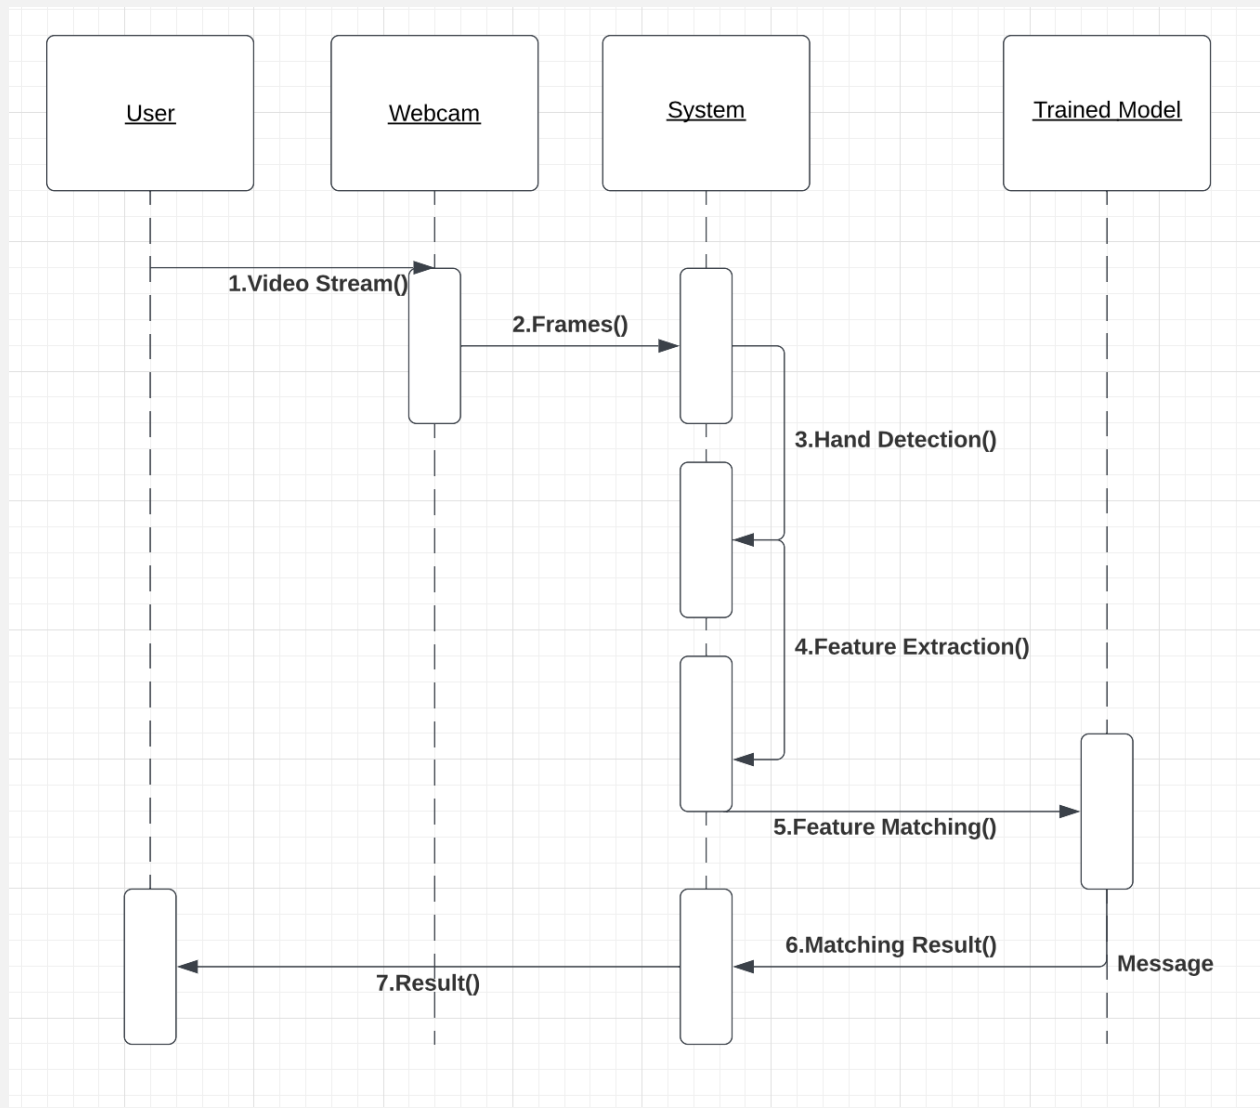 User
Webcam
System
Trained Model
1.Video Stream()
2.Frames()
3.Hand Detection()
4.Feature Extraction()
5.Feature Matching()
6.Matching Result()
Message
7.Result()